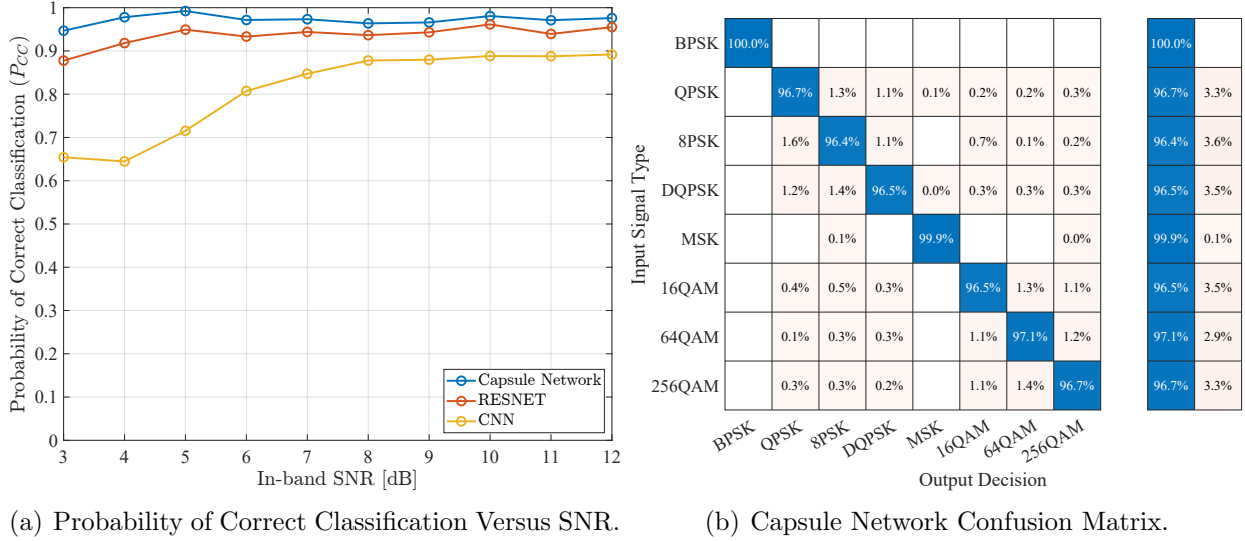 1
0.9
0.8
0.7
0.6
0.5
0.4
0.3
0.2
0.1
0
Probability of Correct Classification (P_CC)
3 4 5 6 7 8 9 10 11 12
In-band SNR [dB]
Capsule Network
RESNET
CNN
(a) Probability of Correct Classification Versus SNR.
Input Signal Type
BPSK 100.0% 100.0%
QPSK 96.7% 1.3% 1.1% 0.1% 0.2% 0.2% 0.3% 96.7% 3.3%
8PSK 1.6% 96.4% 1.1% 0.7% 0.1% 0.2% 96.4% 3.6%
DQPSK 1.2% 1.4% 96.5% 0.0% 0.3% 0.3% 0.3% 96.5% 3.5%
MSK 0.1% 99.9% 0.0% 99.9% 0.1%
16QAM 0.4% 0.5% 0.3% 96.5% 1.3% 1.1% 96.5% 3.5%
64QAM 0.1% 0.3% 0.3% 1.1% 97.1% 1.2% 97.1% 2.9%
256QAM 0.3% 0.3% 0.2% 1.1% 1.4% 96.7% 96.7% 3.3%
BPSK QPSK 8PSK DQPSK MSK 16QAM 64QAM 256QAM
Output Decision
(b) Capsule Network Confusion Matrix.